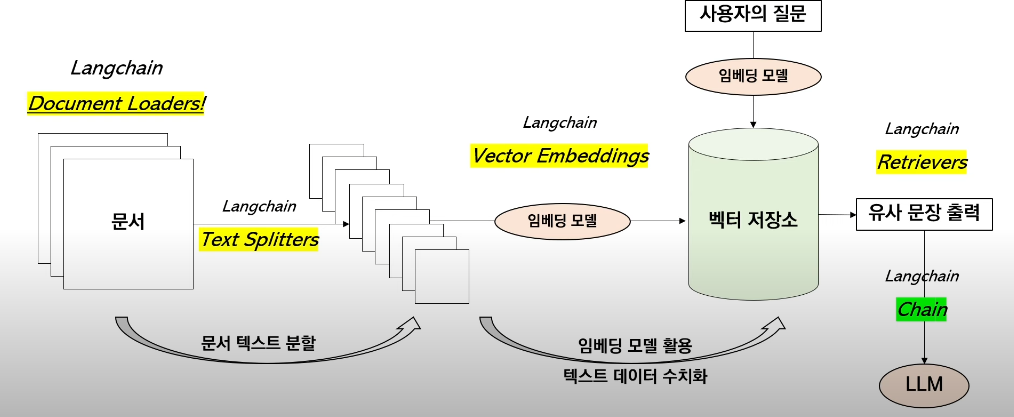 사용자의 질문
임베딩 모델
Langchain
Document Loaders!
문서
Langchain
Text Splitters
Langchain
Vector Embeddings
임베딩 모델
벡터 저장소
Langchain
Retrievers
유사 문장 출력
Langchain
Chain
LLM
문서 텍스트 분할
임베딩 모델 활용
텍스트 데이터 수치화